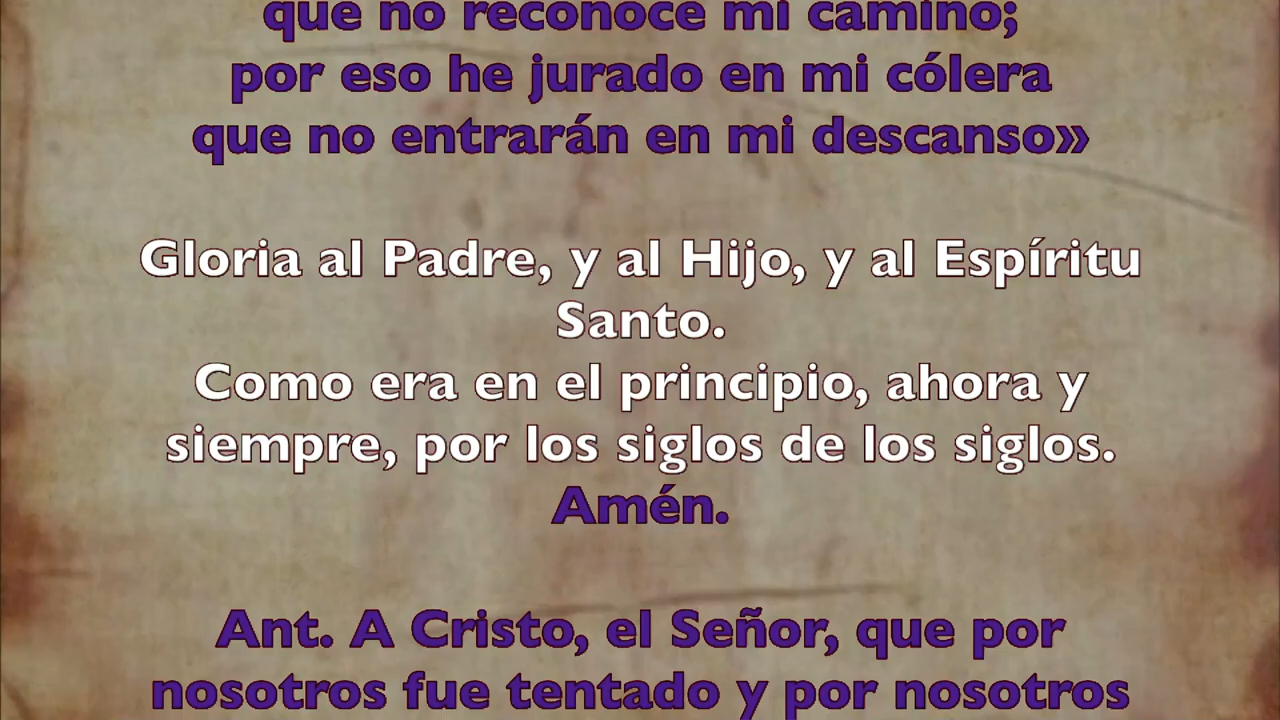 que no reconoce mi camino;
por eso he jurado en mi cólera
que no entrarán en mi descanso»
Gloria al Padre, y al Hijo, y al Espíritu
Santo.
Como era en el principio, ahora y
siempre, por los siglos de los siglos.
Amén.
Ant. A Cristo, el Señor, que por
nosotros fue tentado y por nosotros